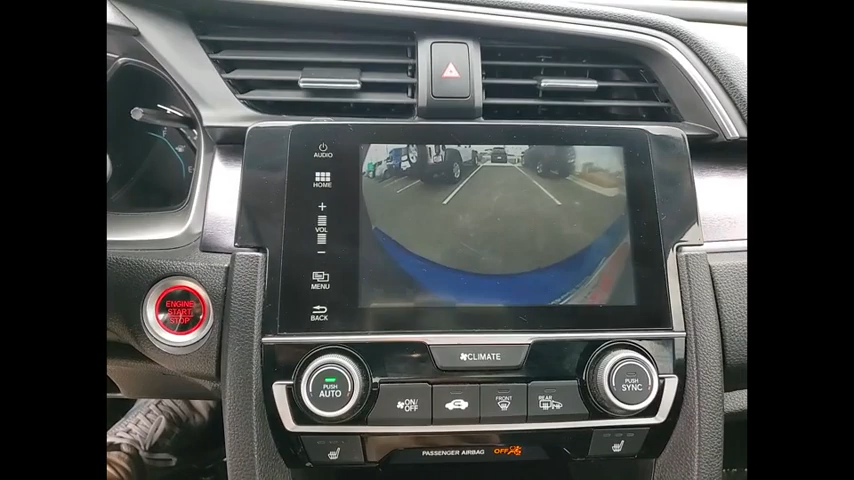 AUDIO
HOME
VOL
MENU
BACK
ENGINE
START
STOP
CLIMATE
PUSH
AUTO
ON/
OFF
FRONT
REAR
PUSH
SYNC
PASSENGER AIRBAG OFF